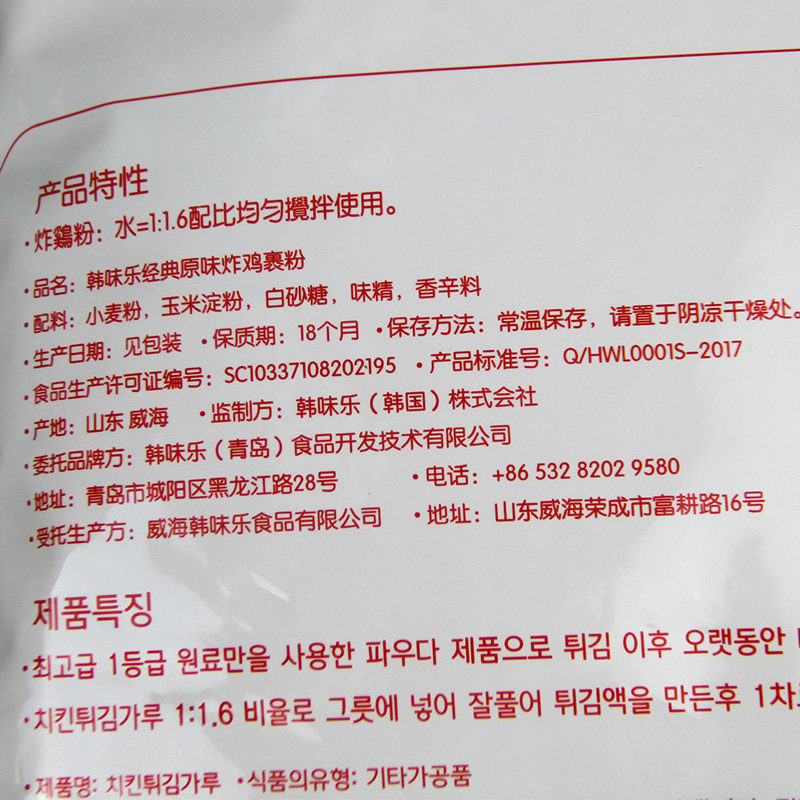 产品特性
·炸鷄粉：水=1:1.6配比均匀攪拌使用。
·品名：韩味乐经典原味炸鸡裹粉
·配料：小麦粉，玉米淀粉，白砂糖，味精，香辛料
·生产日期：见包装 ·保质期：18个月 ·保存方法：常温保存，请置于阴凉干燥处。
·食品生产许可证编号：SC10337108202195 ·产品标准号：Q/HWL0001S-2017
·产地：山东 威海 ·监制方：韩味乐（韩国）株式会社
·委托品牌方：韩味乐（青岛）食品开发技术有限公司
·地址：青岛市城阳区黑龙江路28号 ·电话：+86 532 8202 9580
·受托生产方：威海韩味乐食品有限公司 ·地址：山东威海荣成市富耕路16号
제품특징
·최고급 1등급 원료만을 사용한 파우다 제품으로 튀김 이후 오랫동안
·치킨튀김가루 1:1.6 비율로 그릇에 넣어 잘풀어 튀김액을 만든후 1차
·제품명: 치킨튀김가루 ·식품의유형: 기타가공품